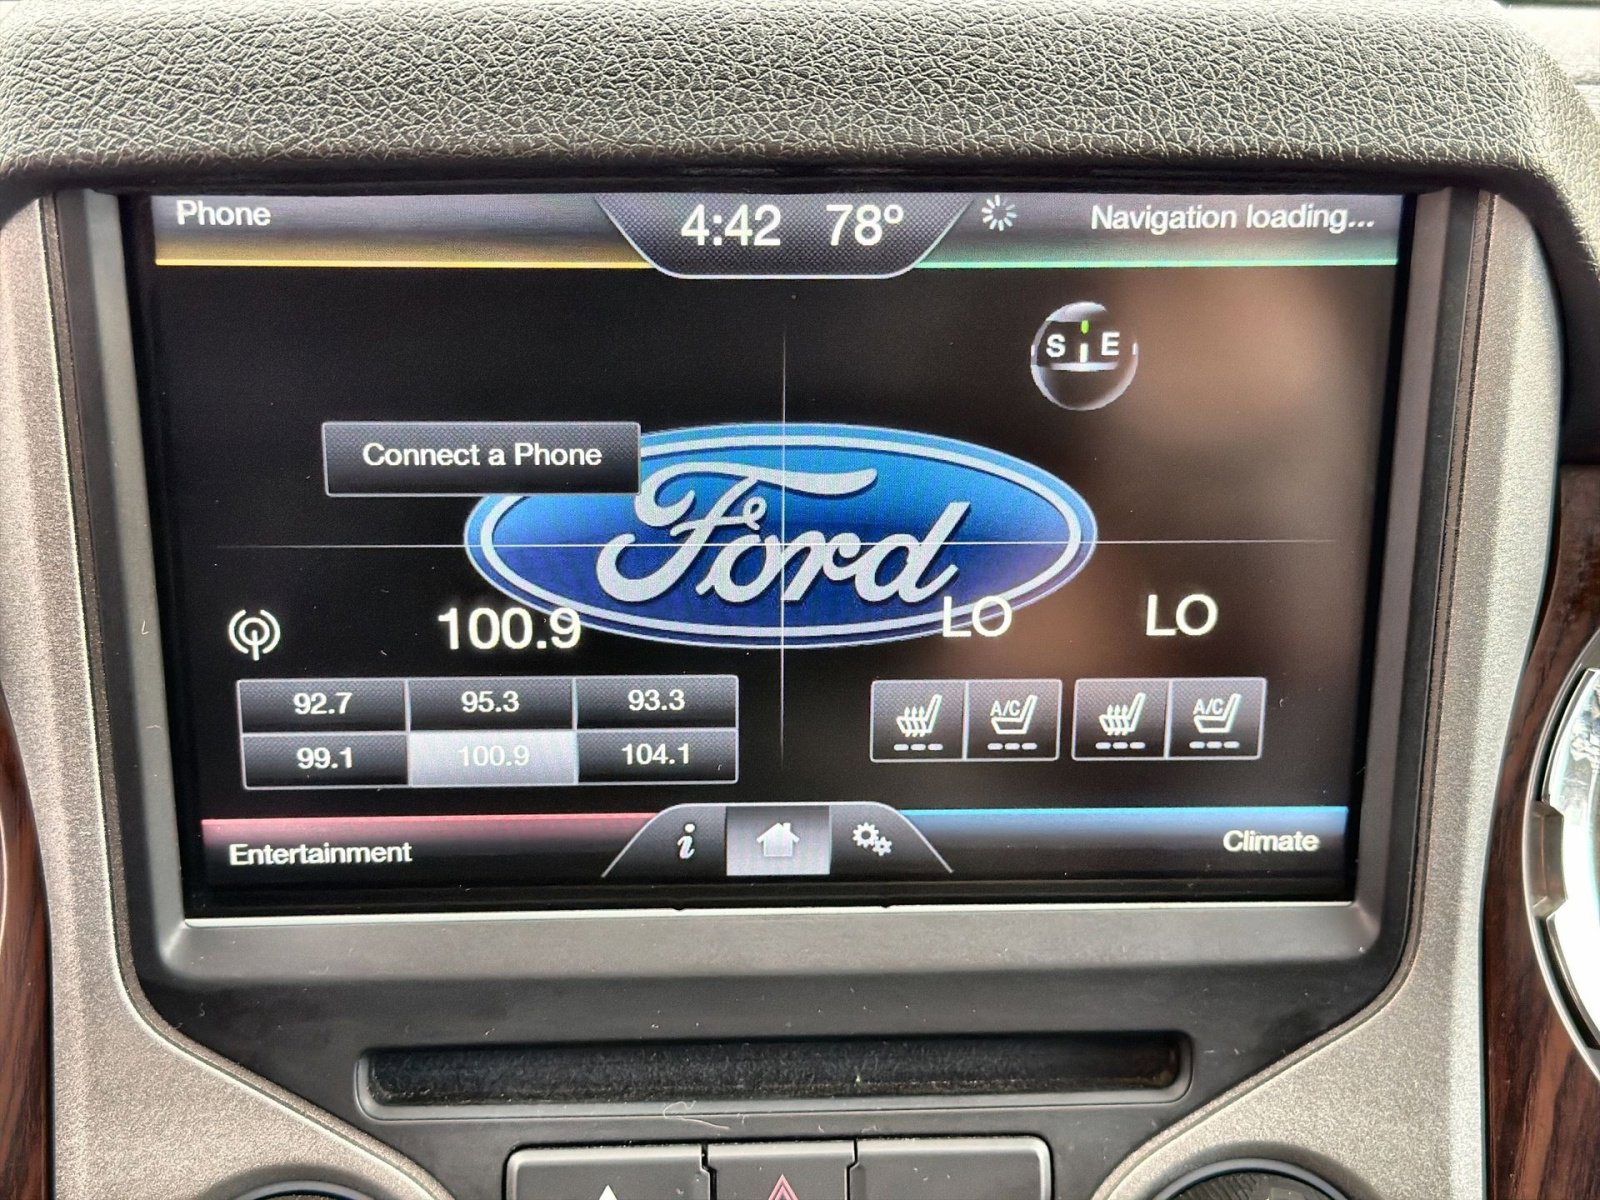 Phone
4:42 78º
Navigation loading...
S E
Connect a Phone
Ford
100.9
LO LO
92.7 95.3 93.3
99.1 100.9 104.1
A/C A/C
Entertainment
i
Climate